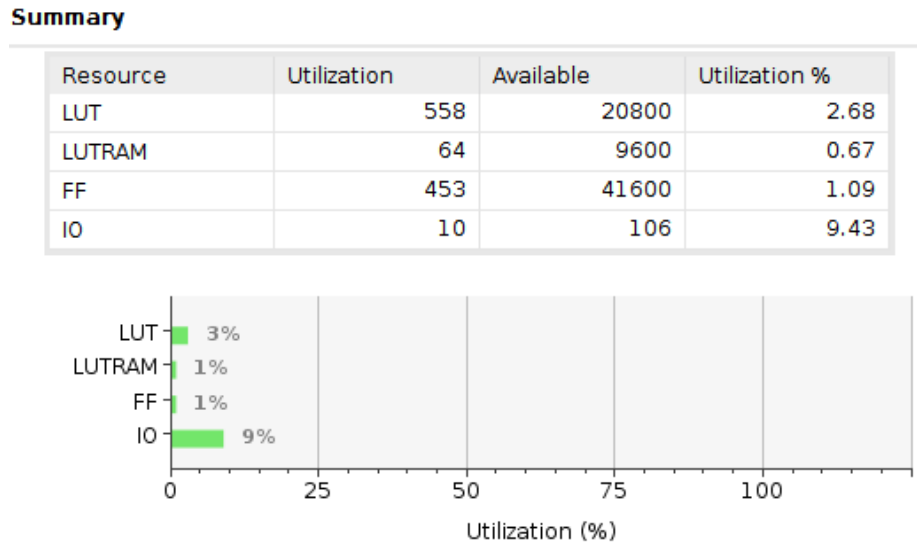 Summary
Resource Utilization Available Utilization %
LUT 558 20800 2.68
LUTRAM 64 9600 0.67
FF 453 41600 1.09
IO 10 106 9.43
LUT 3%
LUTRAM 1%
FF 1%
IO 9%
0 25 50 75 100
Utilization (%)